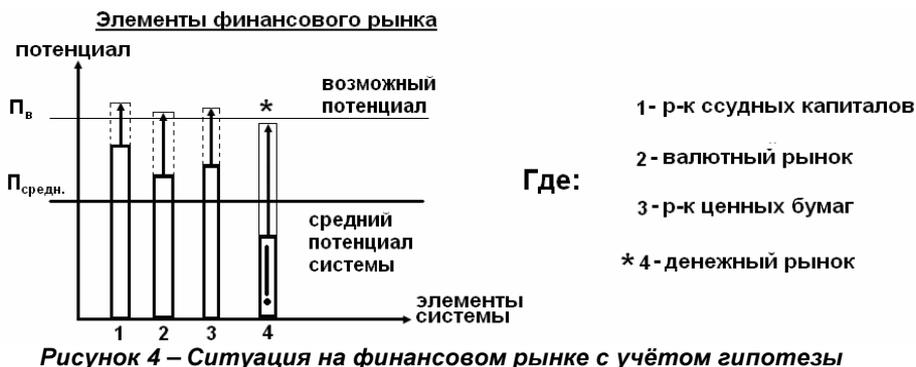 Элементы финансового рынка
потенциал
возможный
потенциал
*
Пв
Псредн.
средний
потенциал
системы
элементы
системы
1 2 3 4
Где:
1- р-к ссудных капиталов
2- валютный рынок
3- р-к ценных бумаг
*4- денежный рынок
Рисунок 4 – Ситуация на финансовом рынке с учётом гипотезы